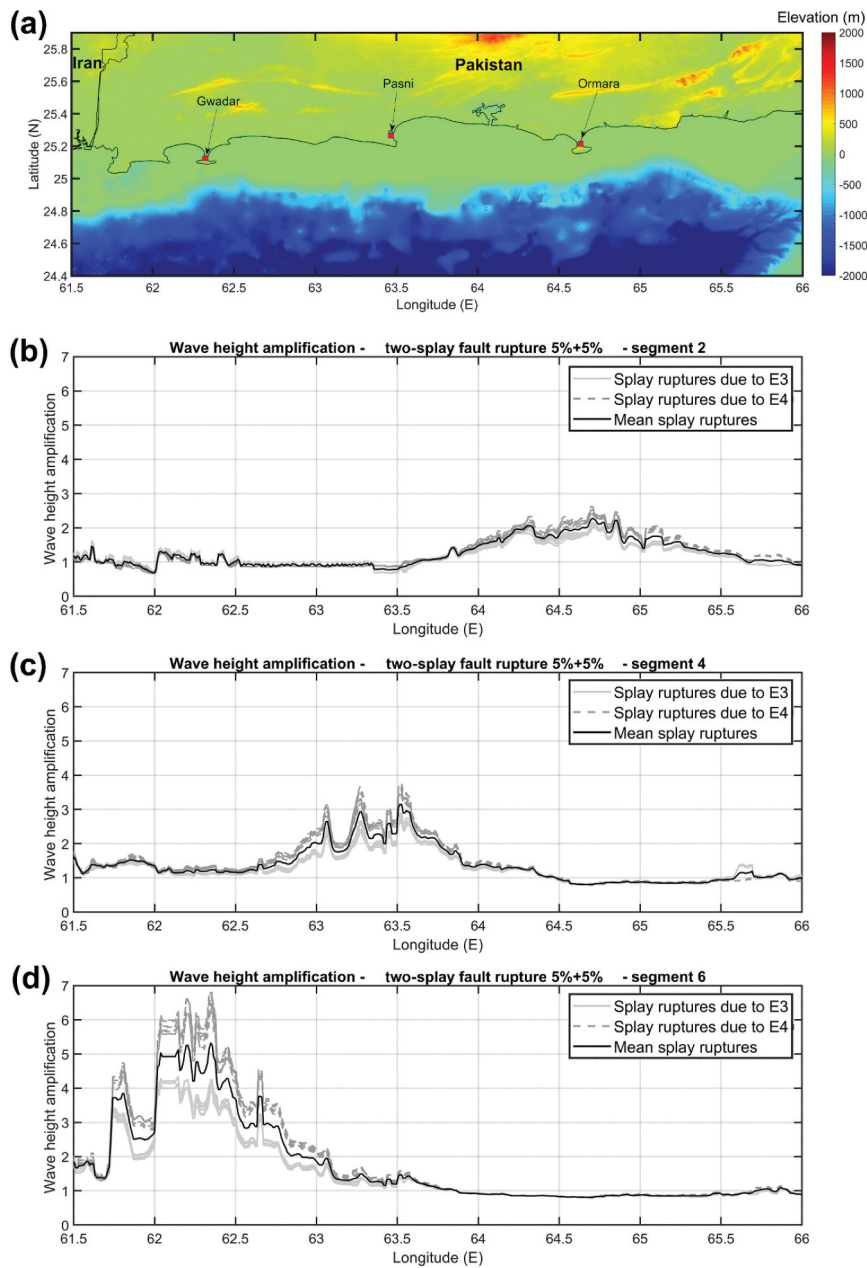 (a)
Elevation (m)
25.8
25.6
25.4
25.2
25
24.8
24.6
24.4
Latitude (N)
Iran
Pakistan
Gwadar
Pasni
Ormara
2000
1500
1000
500
0
-500
-1000
-1500
-2000
61.5 62 62.5 63 63.5 64 64.5 65 65.5 66
Longitude (E)
(b)
Wave height amplification - two-splay fault rupture 5%+5% - segment 2
7
6
5
4
3
2
1
0
Wave height amplification
Splay ruptures due to E3
Splay ruptures due to E4
Mean splay ruptures
61.5 62 62.5 63 63.5 64 64.5 65 65.5 66
Longitude (E)
(c)
Wave height amplification - two-splay fault rupture 5%+5% - segment 4
7
6
5
4
3
2
1
0
Wave height amplification
Splay ruptures due to E3
Splay ruptures due to E4
Mean splay ruptures
61.5 62 62.5 63 63.5 64 64.5 65 65.5 66
Longitude (E)
(d)
Wave height amplification - two-splay fault rupture 5%+5% - segment 6
7
6
5
4
3
2
1
0
Wave height amplification
Splay ruptures due to E3
Splay ruptures due to E4
Mean splay ruptures
61.5 62 62.5 63 63.5 64 64.5 65 65.5 66
Longitude (E)